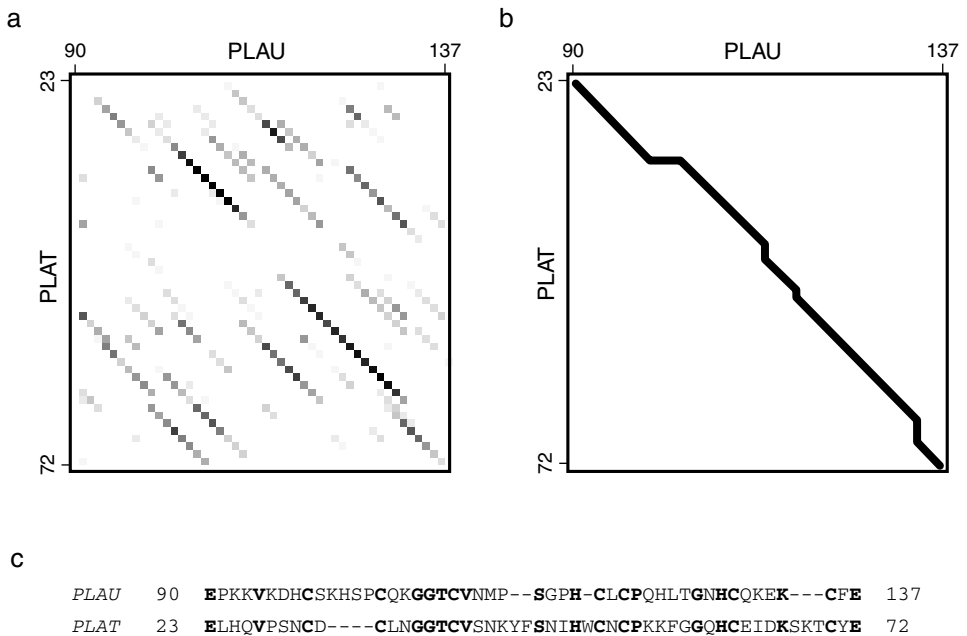 a
b
90 PLAU 137
90 PLAU 137
23
23
PLAT
PLAT
72
72
c
PLAU 90 EPKKVKDHCSKHSPCQKGGTCVNMP--SGPH-CLCPQHLTGNHCQKEK---CFE 137
PLAT 23 ELHQVPSNCD----CLNGGTCVSNKYFSNIHWCNCPKKFGGQHCEIDKSKTCYE 72